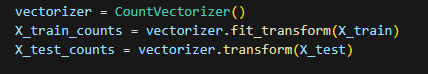 vectorizer = CountVectorizer()
X_train_counts = vectorizer.fit_transform(X_train)
X_test_counts = vectorizer.transform(X_test)